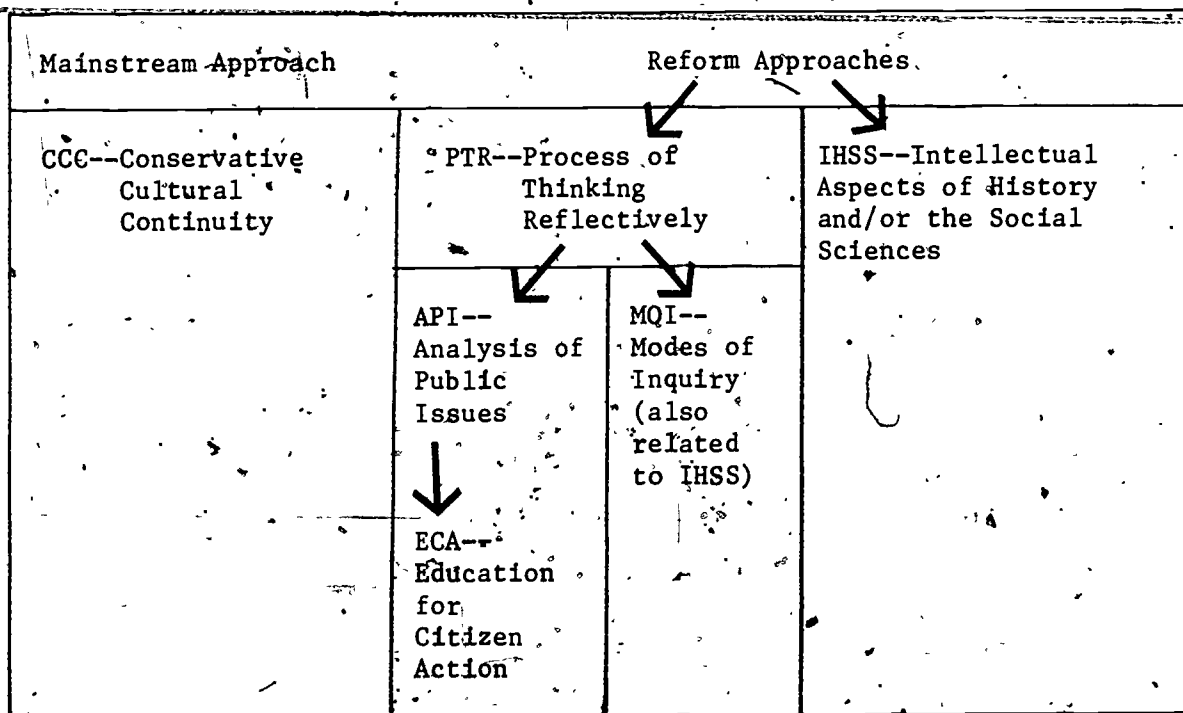 Mainstream Approach
Reform Approaches
CCC--Conservative
Cultural
Continuity
PTR--Process of
Thinking
Reflectively
IHSS--Intellectual
Aspects of History
and/or the Social
Sciences
API--
Analysis of
Public
Issues
MQI--
Modes of
Inquiry
(also
related
to IHSS)
ECA--
Education
for
Citizen
Action